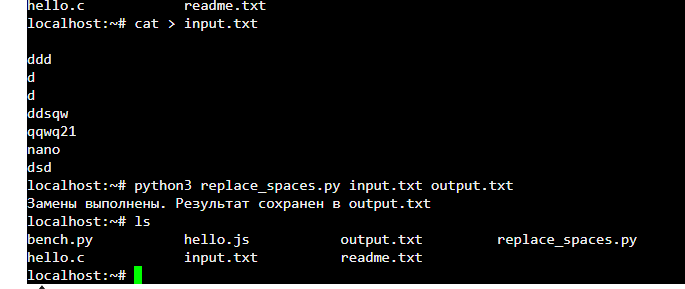 hello.c readme.txt
localhost:~# cat > input.txt
ddd
d
d
ddsqw
qqwq21
nano
dsd
localhost:~# python3 replace_spaces.py input.txt output.txt
Замены выполнены. Результат сохранен в output.txt
localhost:~# ls
bench.py hello.js output.txt replace_spaces.py
hello.c input.txt readme.txt
localhost:~#